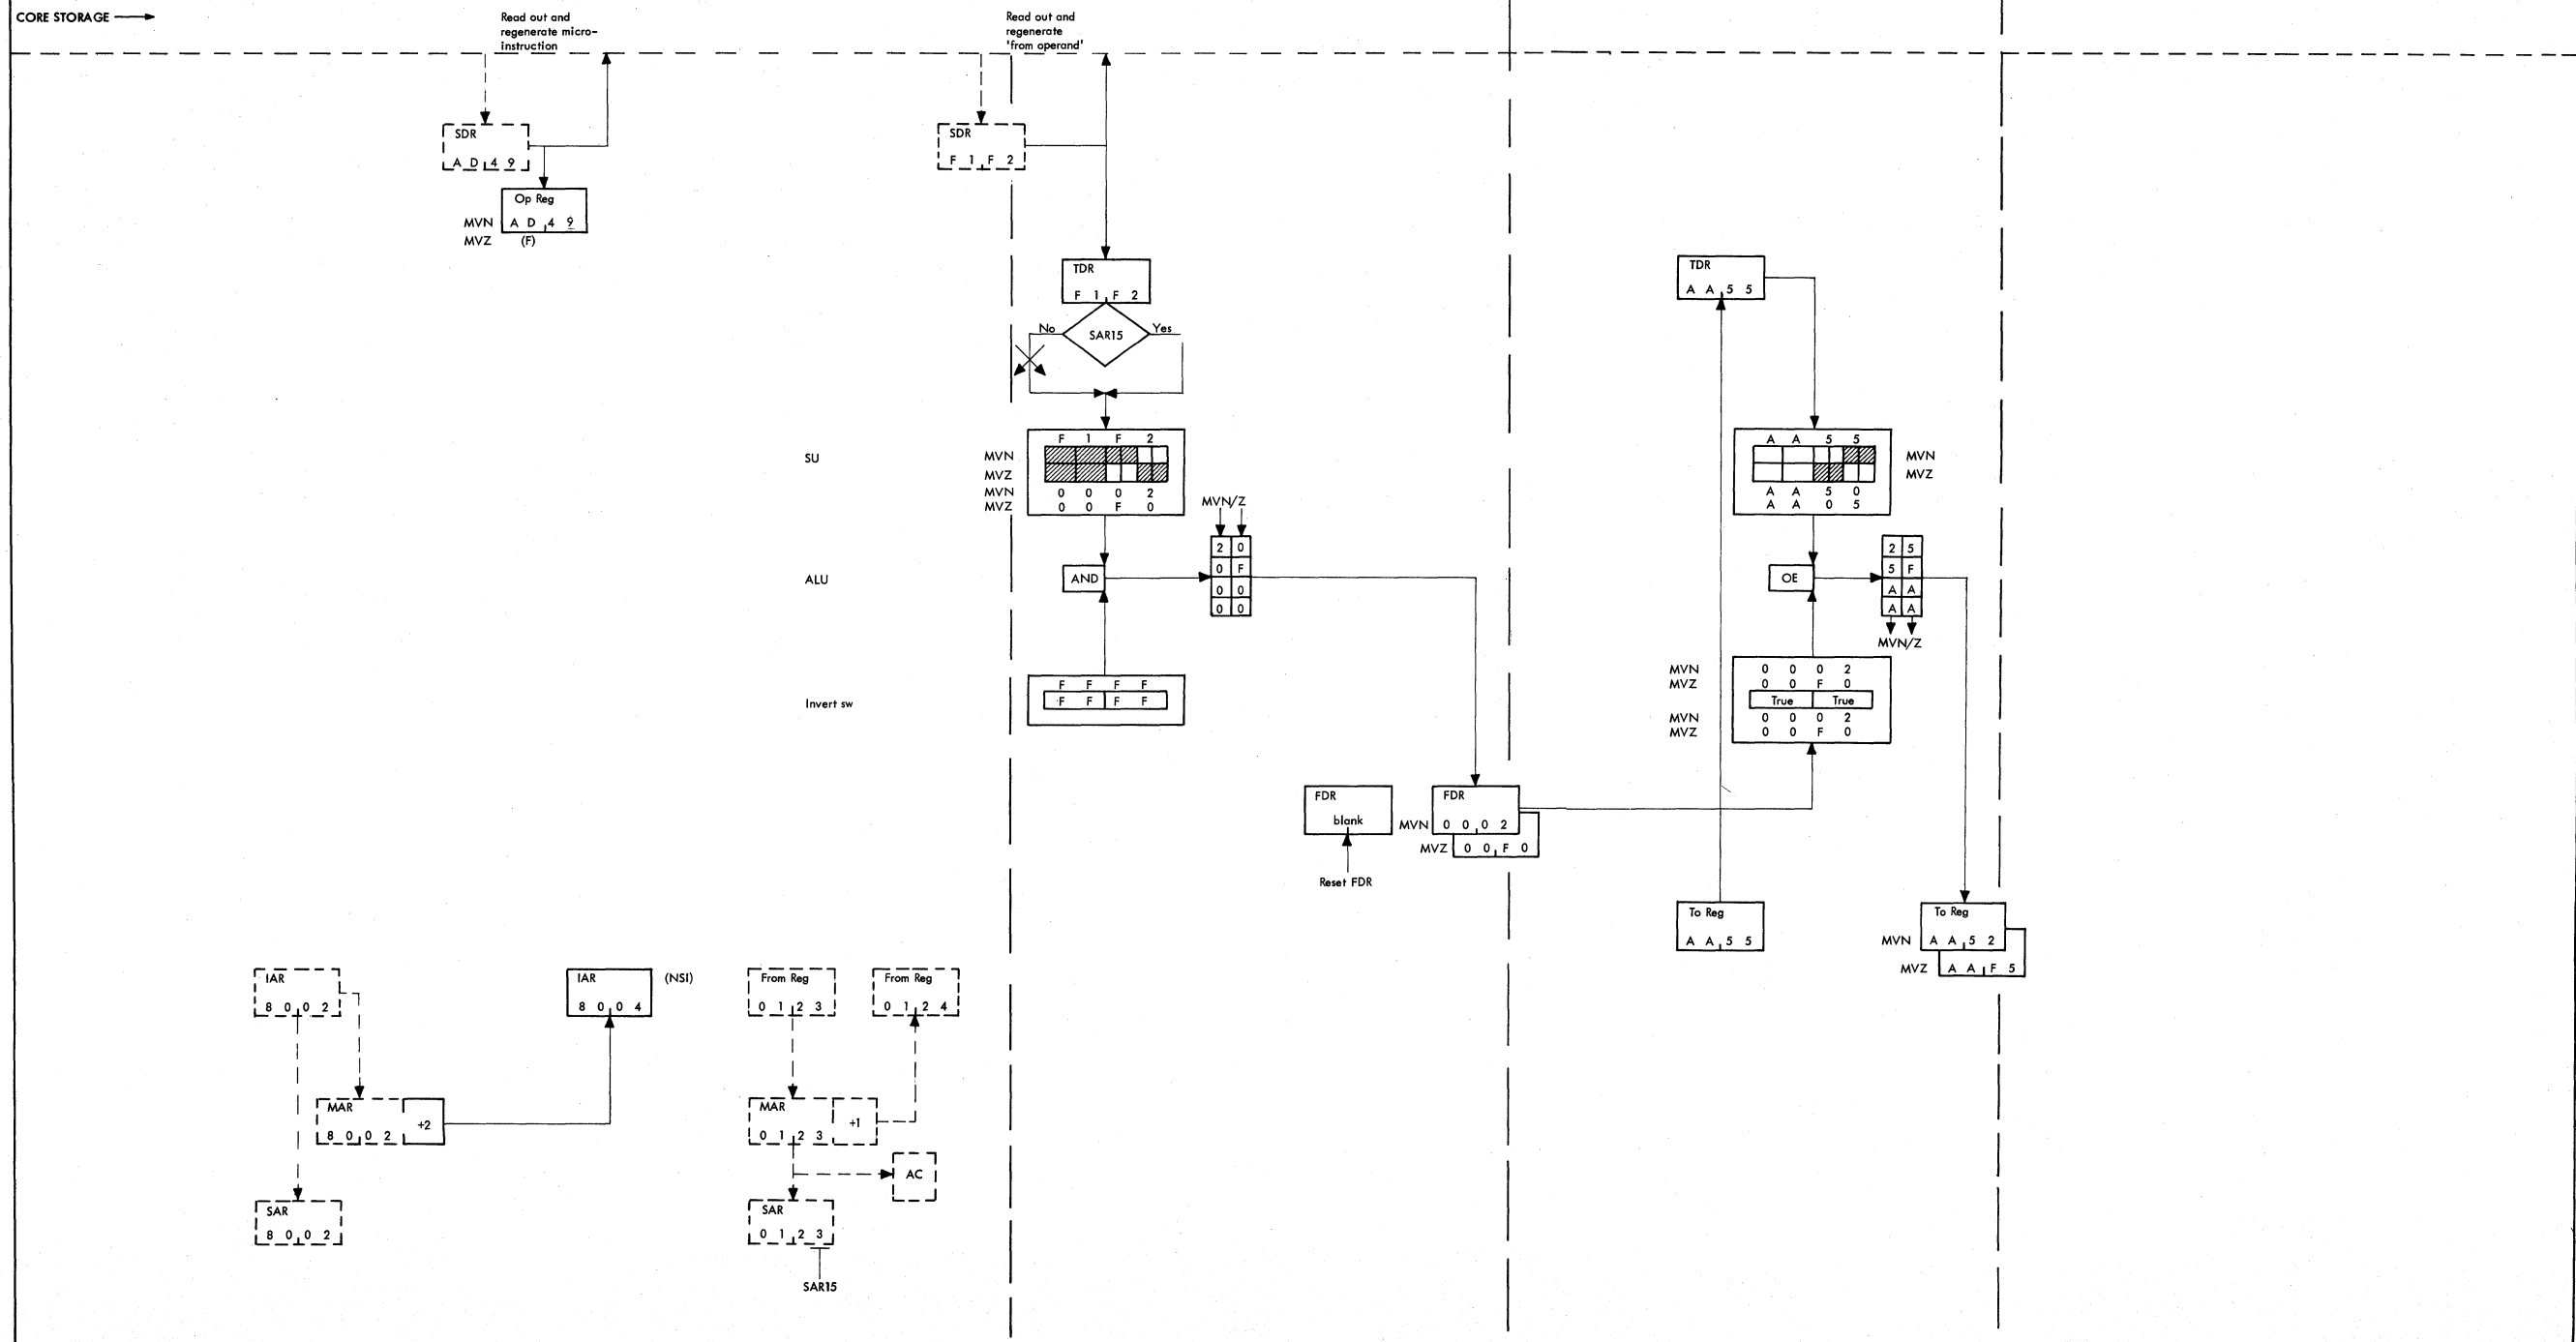 CORE STORAGE
Read out and
regenerate micro-
instruction
Read out and
regenerate
'from operand'
SDR
A D 4 9
SDR
F 1 F 2
Op Reg
MVN A D 4 9
MVZ (F)
TDR
F 1 F 2
TDR
A A 5 5
No SAR15 Yes
SU
F 1 F 2
MVN
MVZ
MVN 0 0 0 2
MVZ 0 0 F 0
A A 5 5
MVN
MVZ
A A 5 0
A A 0 5
MVN/Z
2 0
0 F
0 0
0 0
ALU
AND
OE
2 5
5 F
A A
A A
MVN/Z
Invert sw
F F F F
F F F F
MVN 0 0 0 2
MVZ 0 0 F 0
True True
MVN 0 0 0 2
MVZ 0 0 F 0
FDR
blank
Reset FDR
FDR
MVN 0 0 0 2
MVZ 0 0 F 0
To Reg
A A 5 5
To Reg
MVN A A 5 2
MVZ A A F 5
IAR
8 0 0 2
IAR (NSI)
8 0 0 4
From Reg
0 1 2 3
From Reg
0 1 2 4
MAR
8 0 0 2
+2
MAR
0 1 2 3
+1
AC
SAR
8 0 0 2
SAR
0 1 2 3
SAR15